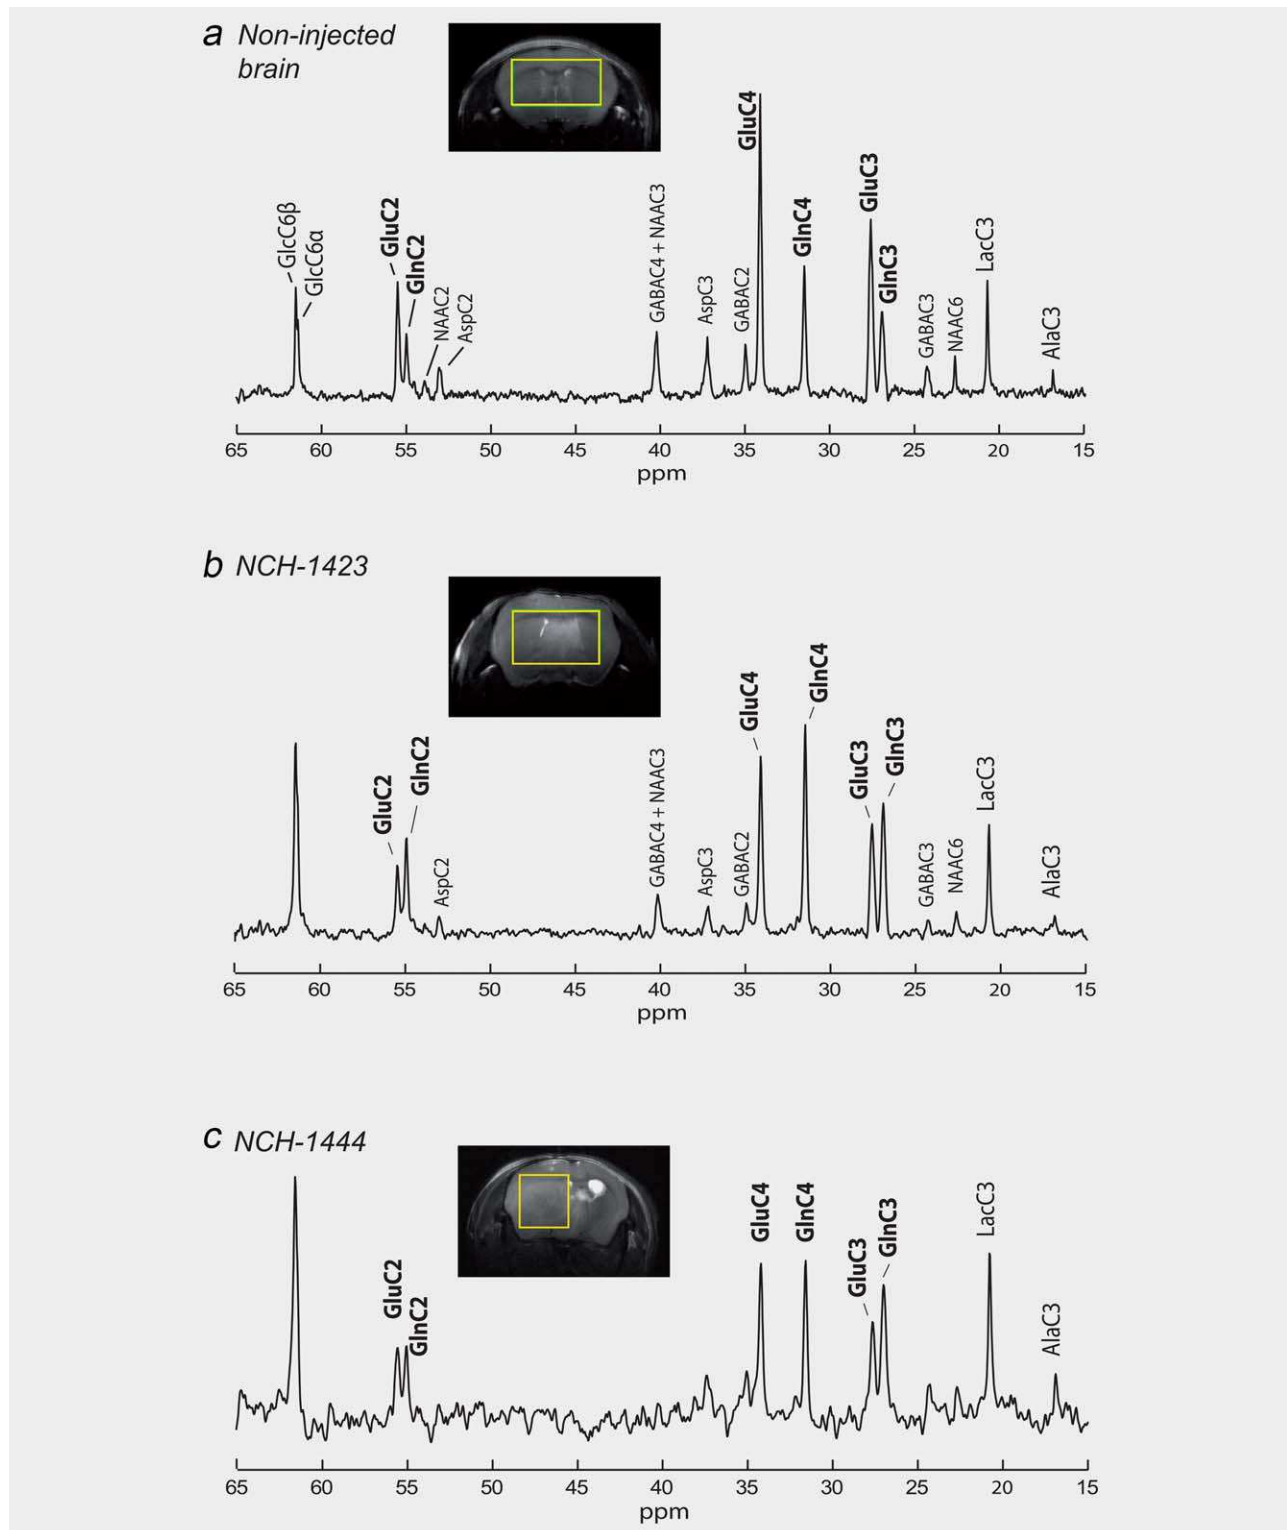 a Non-injected
brain
GlcC6β
GlcC6α
GluC2
GlnC2
NAAC2
AspC2
GABAC4 + NAAC3
AspC3
GABAC2
GluC4
GlnC4
GluC3
GlnC3
GABAC3
NAAC6
LacC3
AlaC3
65 60 55 50 45 40 35 30 25 20 15
ppm
b NCH-1423
GluC2
GlnC2
AspC2
GABAC4 + NAAC3
AspC3
GABAC2
GluC4
GlnC4
GluC3
GlnC3
GABAC3
NAAC6
LacC3
AlaC3
65 60 55 50 45 40 35 30 25 20 15
ppm
c NCH-1444
GluC2
GlnC2
GluC4
GlnC4
GluC3
GlnC3
LacC3
AlaC3
65 60 55 50 45 40 35 30 25 20 15
ppm